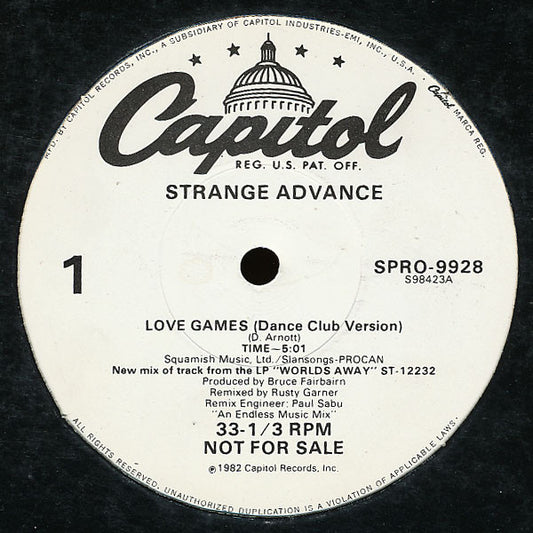 MFD. BY CAPITOL RECORDS, INC., A SUBSIDIARY OF CAPITOL INDUSTRIES-EMI, INC., U.S.A. · Capitol MARCA REG.
Capitol
REG. U.S. PAT. OFF.
STRANGE ADVANCE
1
SPRO-9928
S98423A
LOVE GAMES (Dance Club Version)
(D. Arnott)
TIME—5:01
Squamish Music, Ltd./Slansongs-PROCAN
New mix of track from the LP "WORLDS AWAY" ST-12232
Produced by Bruce Fairbairn
Remixed by Rusty Garner
Remix Engineer: Paul Sabu
"An Endless Music Mix"
33-1/3 RPM
NOT FOR SALE
℗1982 Capitol Records, Inc.
ALL RIGHTS RESERVED. UNAUTHORIZED DUPLICATION IS A VIOLATION OF APPLICABLE LAWS.